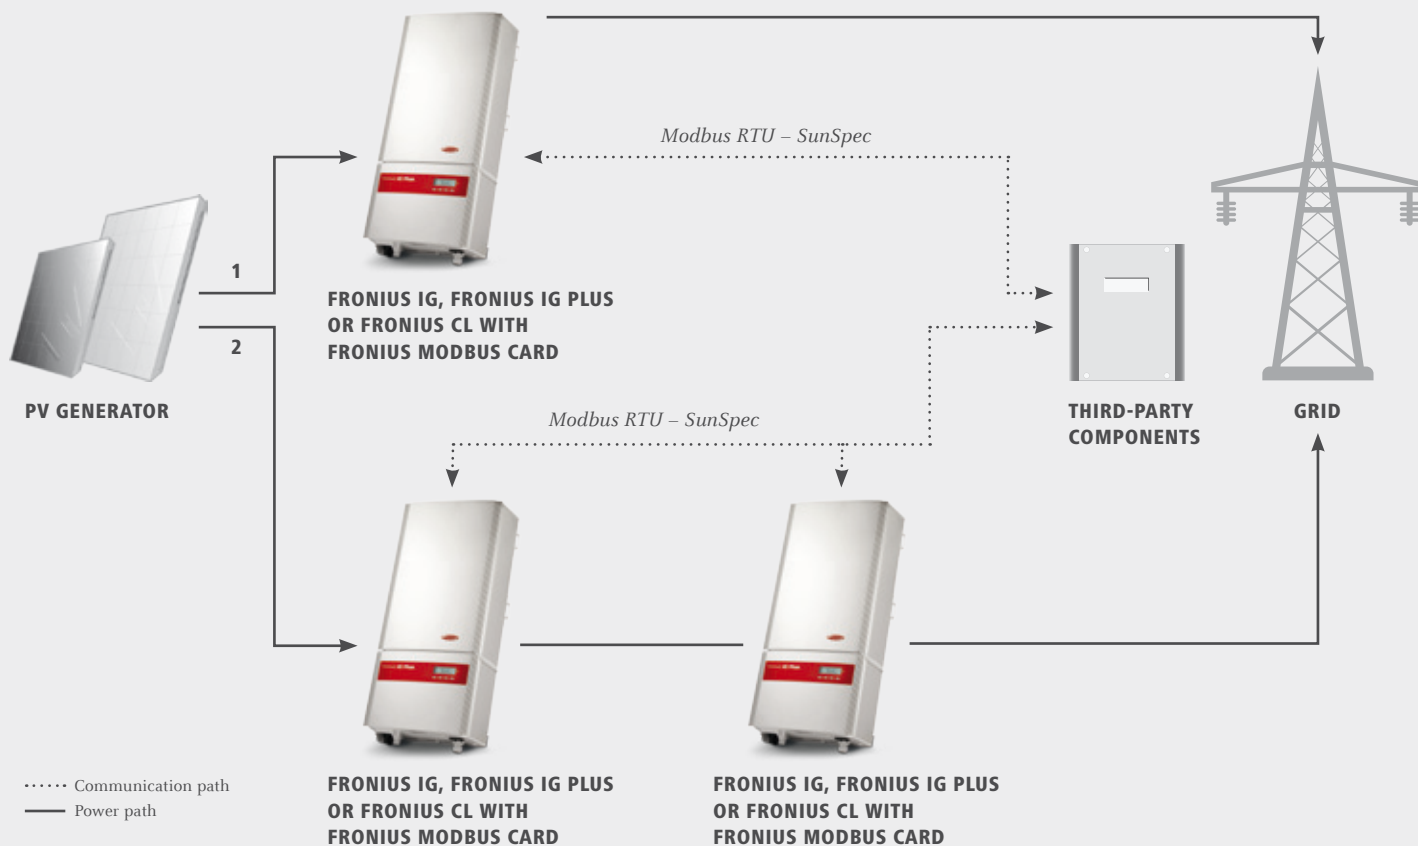 Modbus RTU – SunSpec
1
FRONIUS IG, FRONIUS IG PLUS
OR FRONIUS CL WITH
FRONIUS MODBUS CARD
2
PV GENERATOR
THIRD-PARTY
COMPONENTS
GRID
Modbus RTU – SunSpec
Communication path
Power path
FRONIUS IG, FRONIUS IG PLUS
OR FRONIUS CL WITH
FRONIUS MODBUS CARD
FRONIUS IG, FRONIUS IG PLUS
OR FRONIUS CL WITH
FRONIUS MODBUS CARD